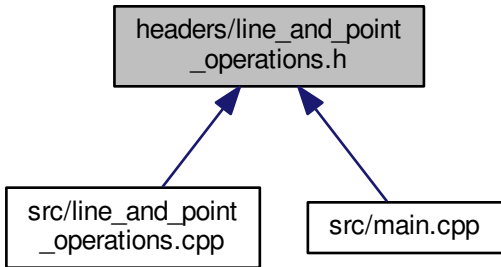 headers/line_and_point
_operations.h
src/line_and_point
_operations.cpp
src/main.cpp